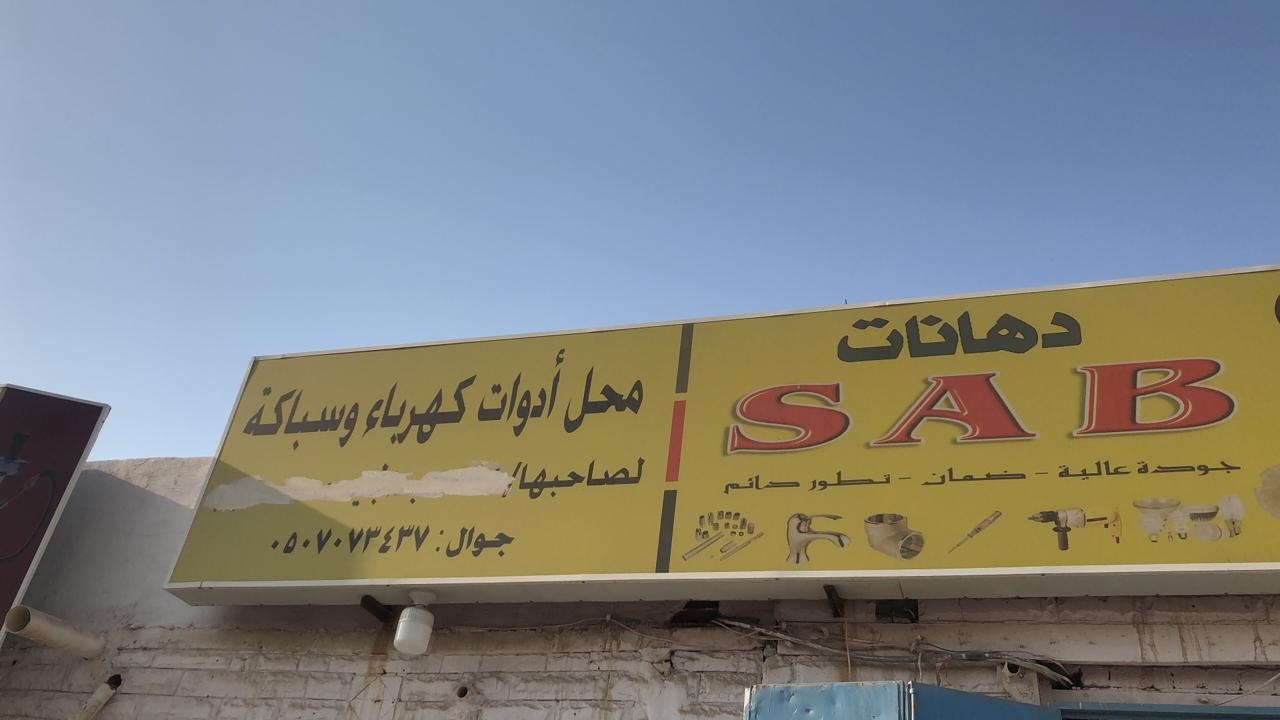 دهانات
SAB
جودة عالية - ضمان - تطور دائم
محل أدوات كهرباء وسباكة
لصاحبها/
جوال: ٠٥٠٧٠٧٣٤٣٧